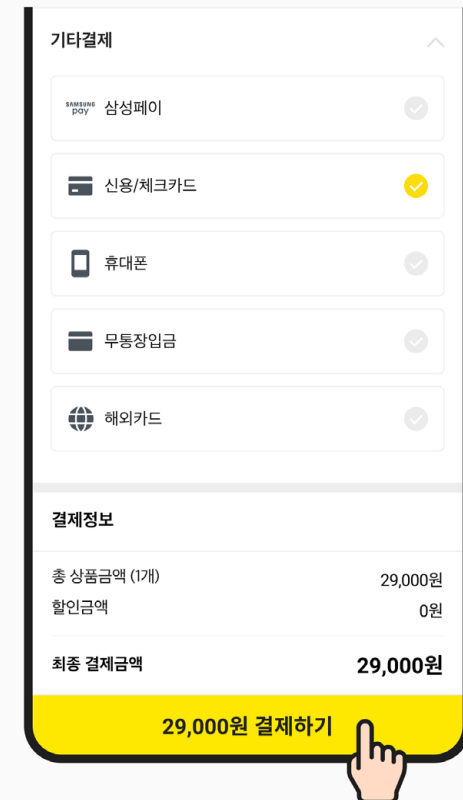 기타결제
SAMSUNG
pay 삼성페이
신용/체크카드
휴대폰
무통장입금
해외카드
결제정보
총 상품금액 (1개) 29,000원
할인금액 0원
최종 결제금액 29,000원
29,000원 결제하기